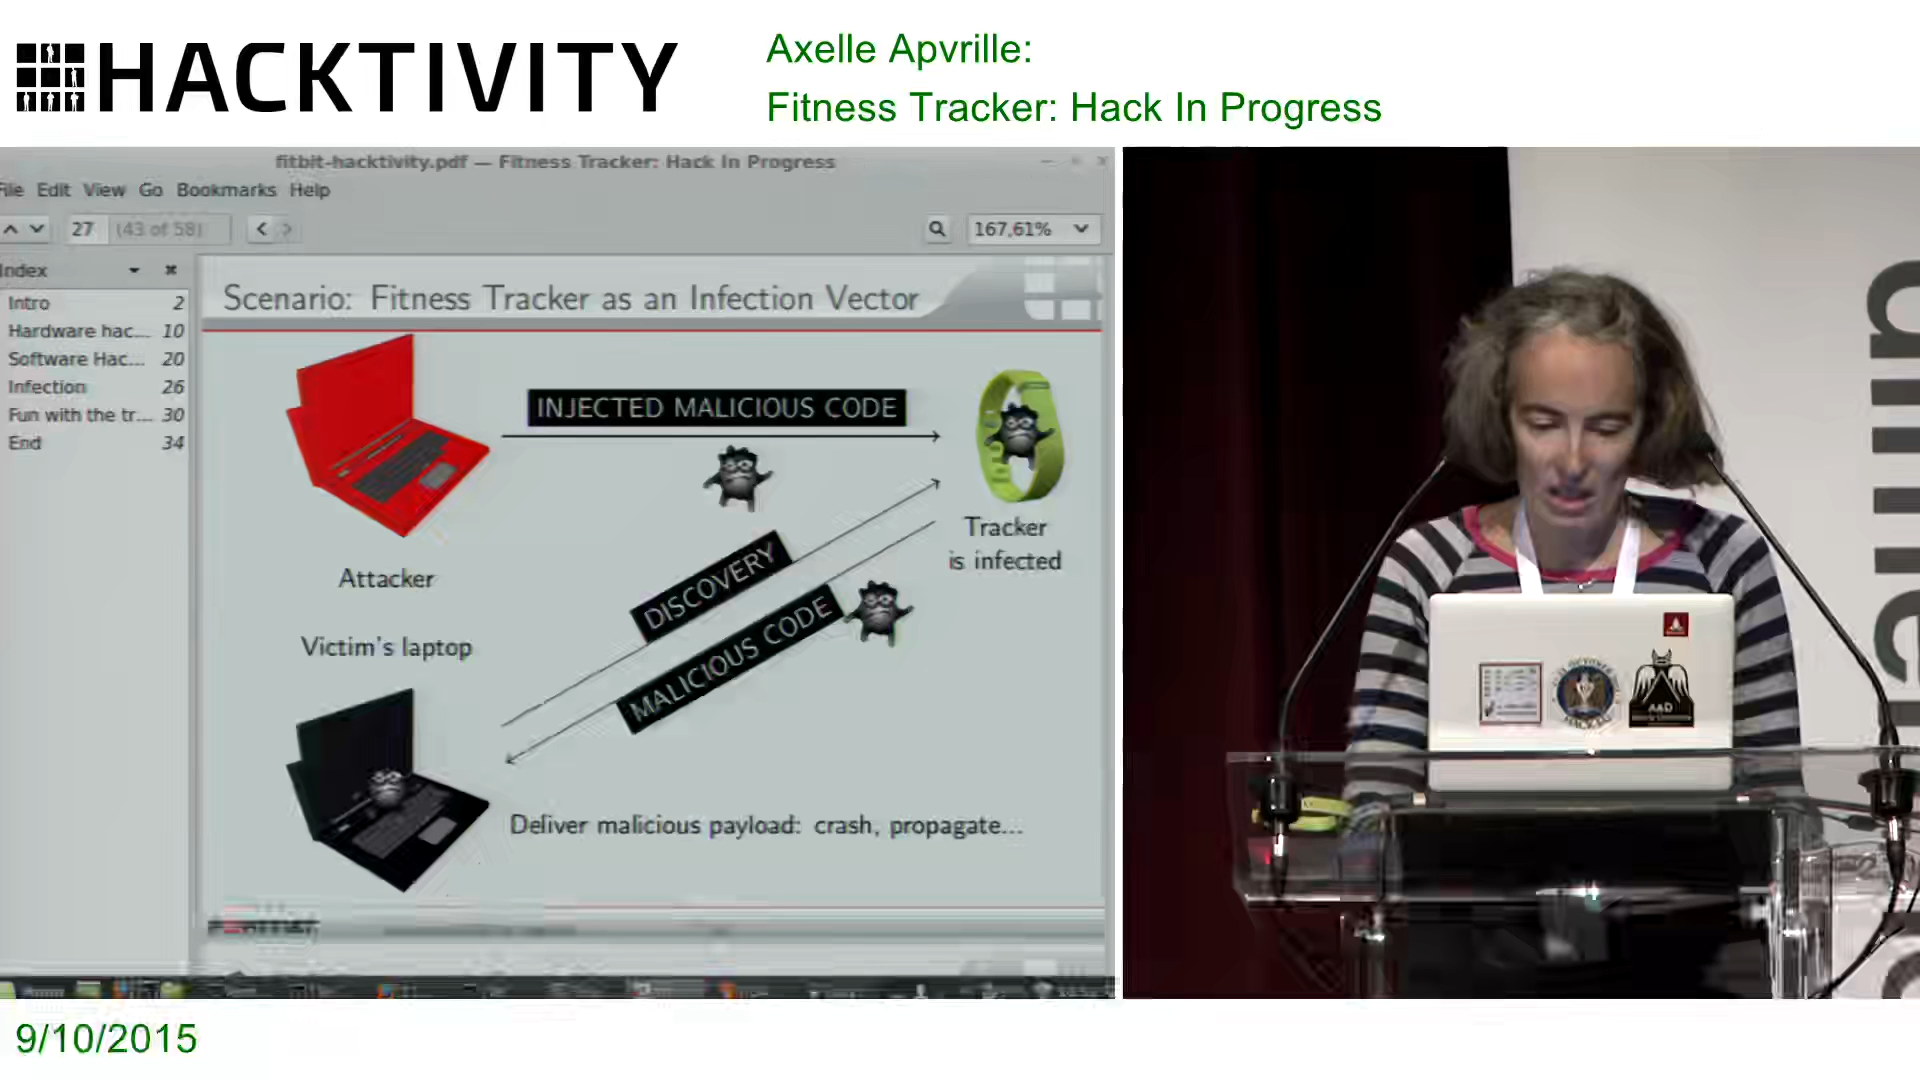 HACKTIVITY
Axelle Apvrille:
Fitness Tracker: Hack In Progress
fitbit-hacktivity.pdf — Fitness Tracker: Hack In Progress
File Edit View Go Bookmarks Help
27 (43 of 58)
167,61%
Index
Intro 2
Hardware hac... 10
Software Hac... 20
Infection 26
Fun with the tr... 30
End 34
Scenario: Fitness Tracker as an Infection Vector
INJECTED MALICIOUS CODE
Tracker
is infected
Attacker
DISCOVERY
MALICIOUS CODE
Victim's laptop
Deliver malicious payload: crash, propagate...
A&D
9/10/2015